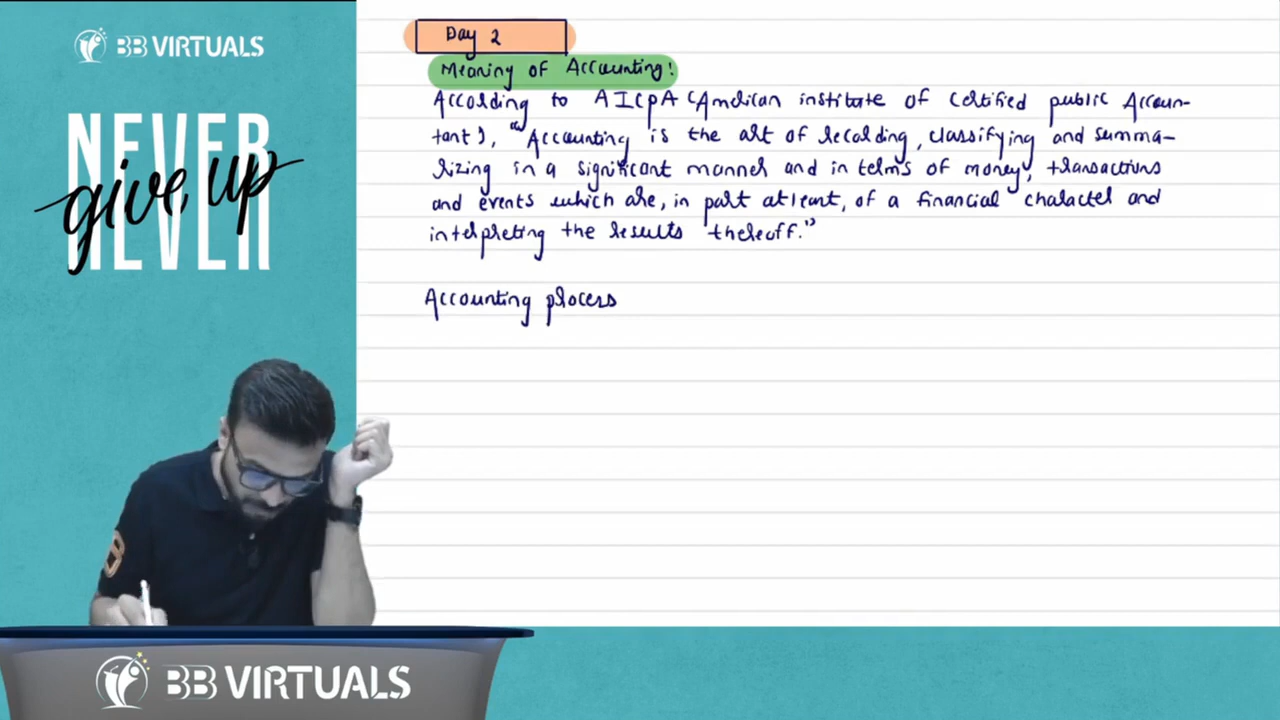 BB VIRTUALS
NEVER
give up
NEVER
Day 2
Meaning of Accounting:
According to AICPA (American institute of Certified public Accoun-
tant), "Accounting is the art of recording, classifying and summa-
rizing in a significant manner and in terms of money, transactions
and events which are, in part at least, of a financial character and
interpreting the results thereoff."
Accounting process
BB VIRTUALS